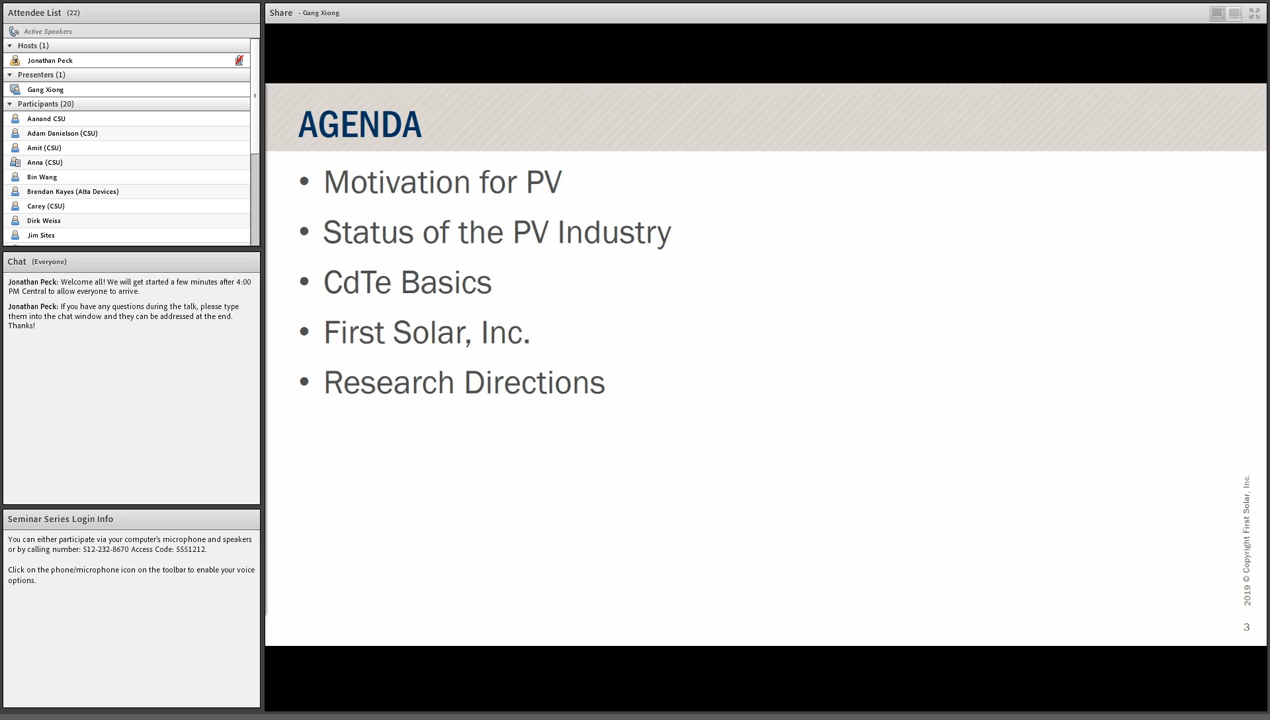 Attendee List (22)
Active Speakers
Hosts (1)
Jonathan Peck
Presenters (1)
Gang Xiong
Participants (20)
Aanand CSU
Adam Danielson (CSU)
Amit (CSU)
Anna (CSU)
Bin Wang
Brendan Kayes (Alta Devices)
Carey (CSU)
Dirk Weiss
Jim Sites
Chat (Everyone)
Jonathan Peck: Welcome all! We will get started a few minutes after 4:00
PM Central to allow everyone to arrive.
Jonathan Peck: If you have any questions during the talk, please type
them into the chat window and they can be addressed at the end.
Thanks!
Seminar Series Login Info
You can either participate via your computer's microphone and speakers
or by calling number: 512-232-8670 Access Code: 5551212.
Click on the phone/microphone icon on the toolbar to enable your voice
options.
Share - Gang Xiong
AGENDA
• Motivation for PV
• Status of the PV Industry
• CdTe Basics
• First Solar, Inc.
• Research Directions
2019 © Copyright First Solar, Inc.
3